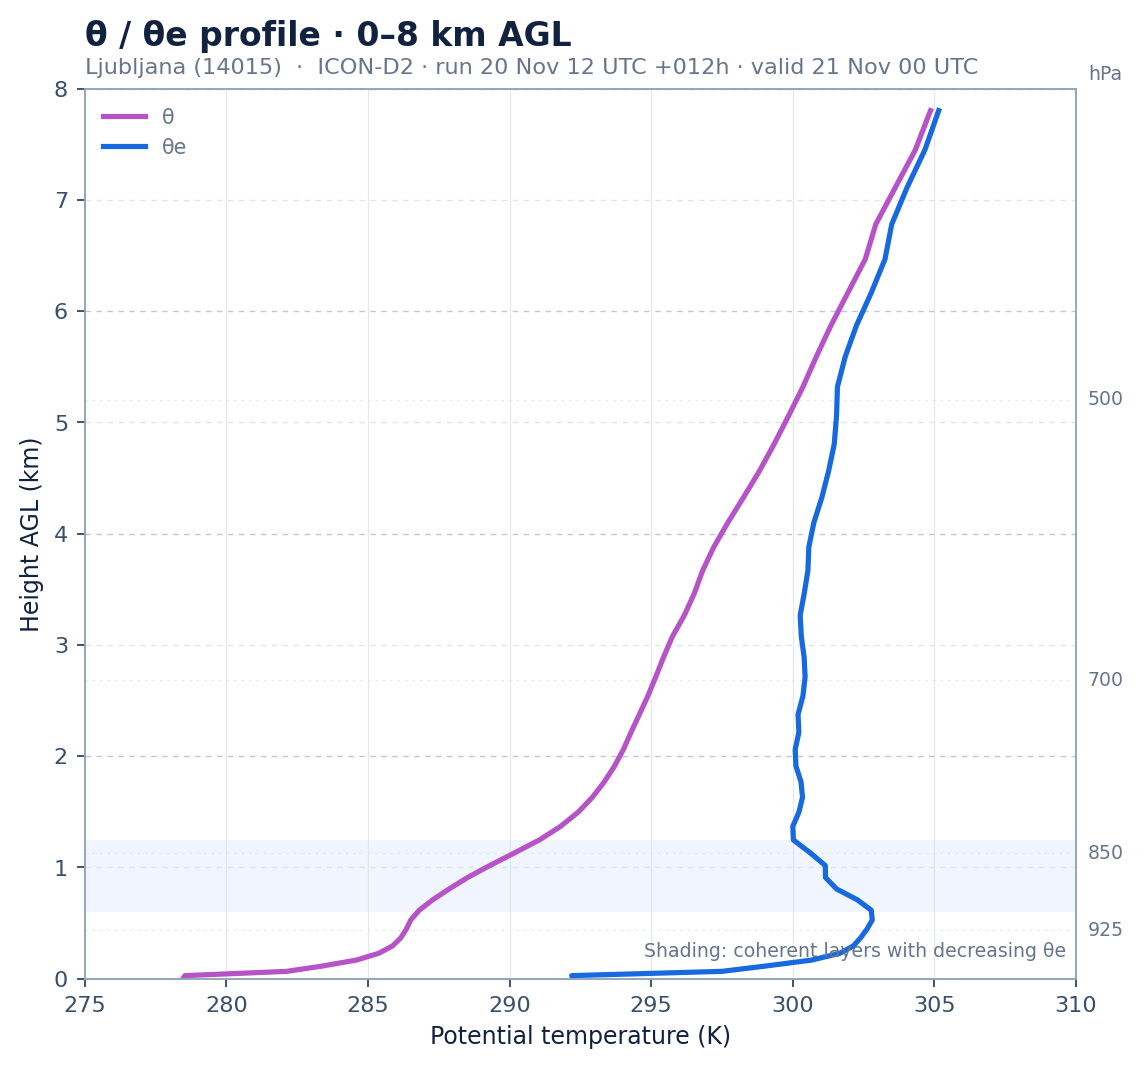 θ / θe profile · 0–8 km AGL
Ljubljana (14015)  ·  ICON-D2 · run 20 Nov 12 UTC +012h · valid 21 Nov 00 UTC
hPa
θ
θe
8
7
6
5
4
3
2
1
0
Height AGL (km)
500
700
850
925
Shading: coherent layers with decreasing θe
275
280
285
290
295
300
305
310
Potential temperature (K)